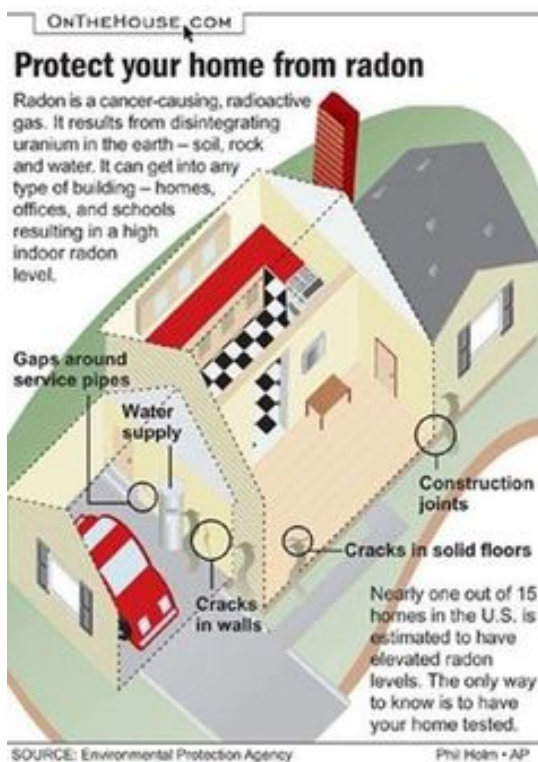 ONTHEHOUSE.COM
Protect your home from radon
Radon is a cancer-causing, radioactive
gas. It results from disintegrating
uranium in the earth – soil, rock
and water. It can get into any
type of building – homes,
offices, and schools
resulting in a high
indoor radon
level.
Gaps around
service pipes
Water
supply
Construction
joints
Cracks in solid floors
Cracks
in walls
Nearly one out of 15
homes in the U.S. is
estimated to have
elevated radon
levels. The only way
to know is to have
your home tested.
SOURCE: Environmental Protection Agency
Phil Holm • AP